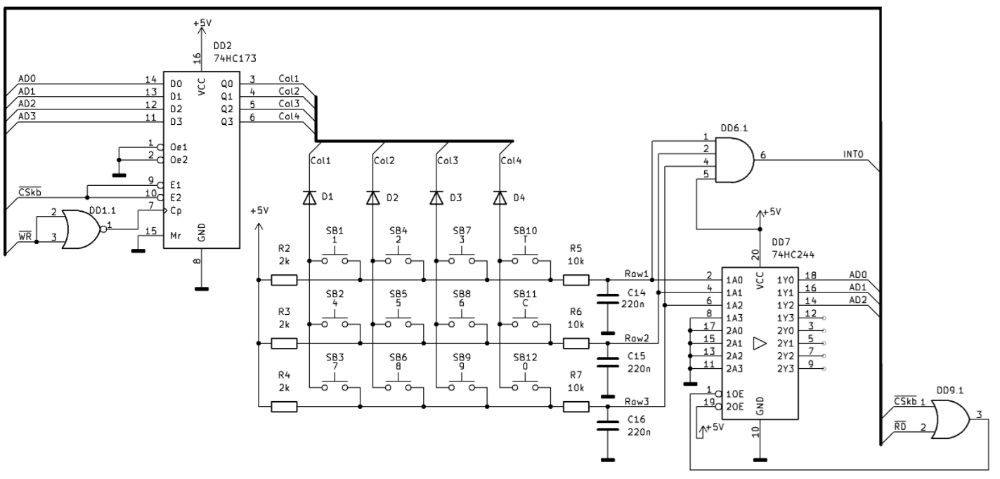 +5V
DD2
74HC173
16
VCC
AD0 14 D0 Q0 3 Col1
AD1 13 D1 Q1 4 Col2
AD2 12 D2 Q2 5 Col3
AD3 11 D3 Q3 6 Col4
1 Oe1
2 Oe2
9 E1
CSkb 10 E2
7 Cp
DD1.1
2 1
WR 3
15 Mr
GND
8
Col1 Col2 Col3 Col4
D1 D2 D3 D4
+5V
SB1 SB4 SB7 SB10
1 2 3 T
R2 R5
2k 10k
SB2 SB5 SB8 SB11
4 5 6 C
R3 R6
2k 10k
SB3 SB6 SB9 SB12
7 8 9 0
R4 R7
2k 10k
Raw1
C14
220n
Raw2
C15
220n
Raw3
C16
220n
DD6.1
1
2
4
5
6 INT0
+5V
DD7
74HC244
20
VCC
2 1A0 1Y0 18 AD0
4 1A1 1Y1 16 AD1
6 1A2 1Y2 14 AD2
8 1A3 1Y3 12
17 2A0 2Y0 3
15 2A1 2Y1 5
13 2A2 2Y2 7
11 2A3 2Y3 9
1 1OE
19 2OE
+5V
GND
10
DD9.1
CSkb 1
3
RD 2